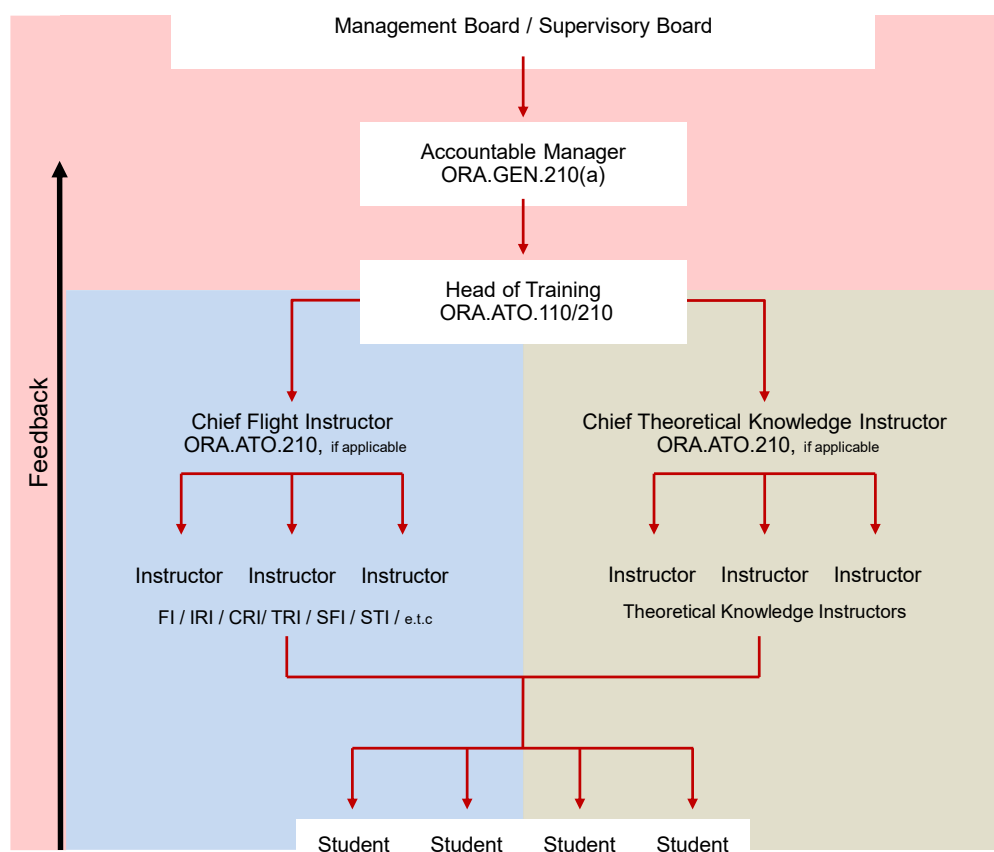 Management Board / Supervisory Board
Accountable Manager
ORA.GEN.210(a)
Head of Training
ORA.ATO.110/210
Feedback
Chief Flight Instructor
ORA.ATO.210, if applicable
Chief Theoretical Knowledge Instructor
ORA.ATO.210, if applicable
Instructor Instructor Instructor
FI / IRI / CRI/ TRI / SFI / STI / e.t.c
Instructor Instructor Instructor
Theoretical Knowledge Instructors
Student Student Student Student